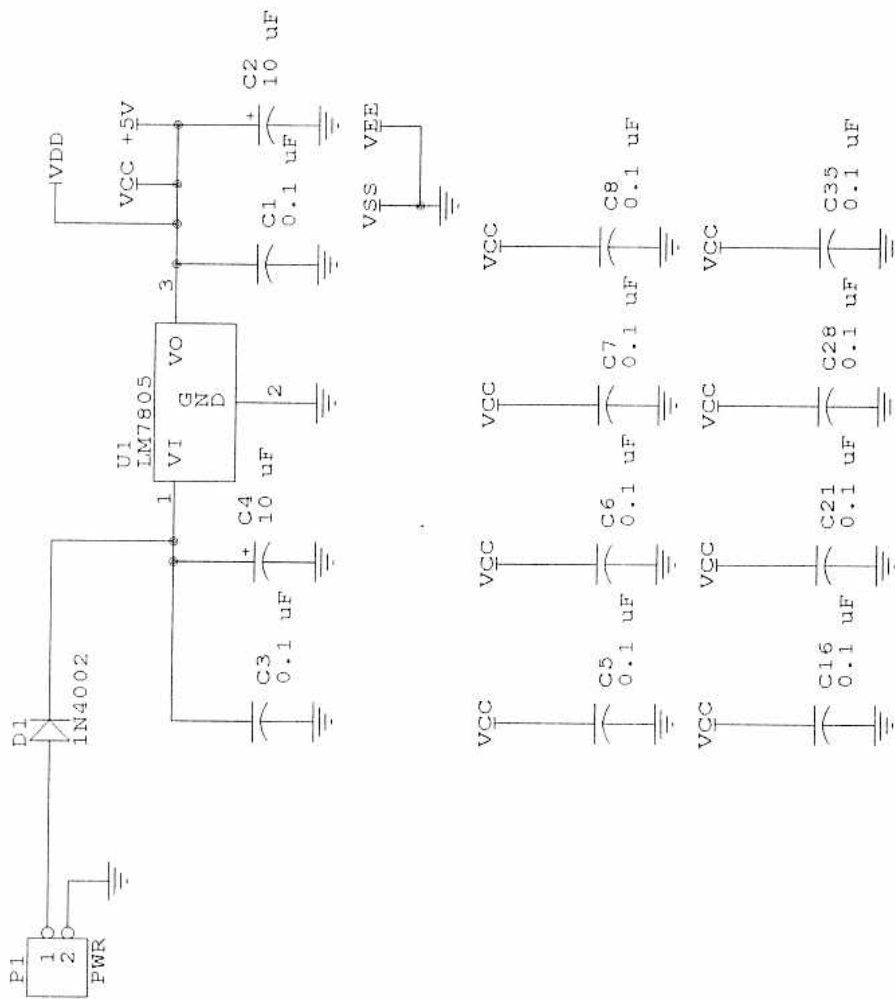 P1
1
2
PWR
D1
1N4002
VDD
VCC
+5V
U1
LM7805
1
VI
VO
3
G
N
D
2
C3
0.1 uF
C4
10 uF
+
C1
0.1 uF
C2
10 uF
+
VSS
VEE
VCC
C5
0.1 uF
VCC
C6
0.1 uF
VCC
C7
0.1 uF
VCC
C8
0.1 uF
VCC
C16
0.1 uF
VCC
C21
0.1 uF
VCC
C28
0.1 uF
VCC
C35
0.1 uF